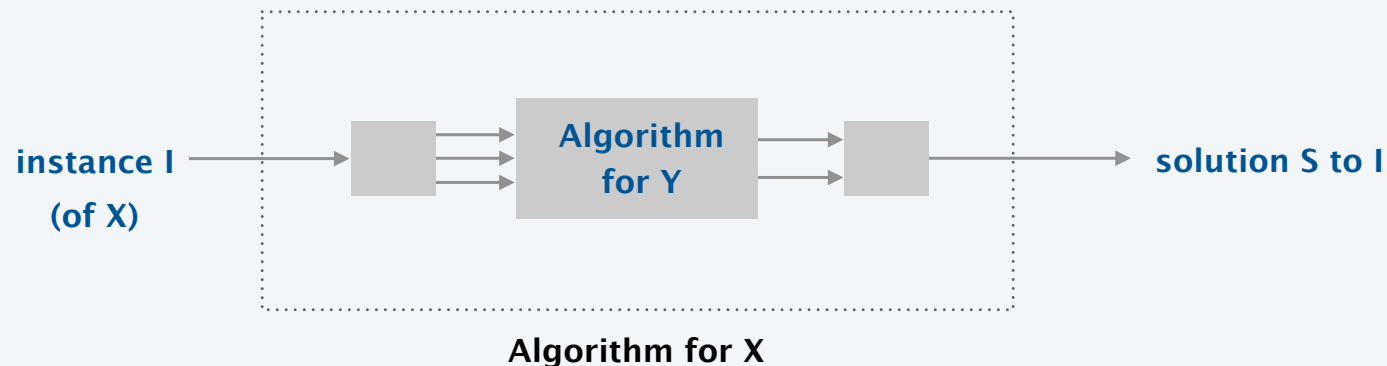 Algorithm
for Y
instance I
(of X)
solution S to I
Algorithm for X